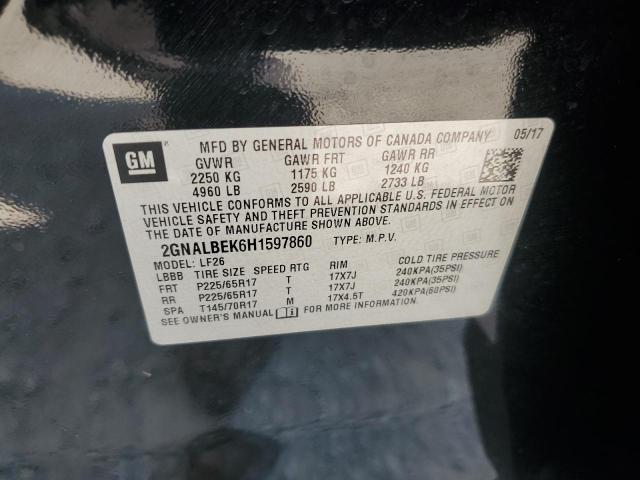 GM
MFD BY GENERAL MOTORS OF CANADA COMPANY 05/17
GVWR GAWR FRT GAWR RR
2250 KG 1175 KG 1240 KG
4960 LB 2590 LB 2733 LB
THIS VEHICLE CONFORMS TO ALL APPLICABLE U.S. FEDERAL MOTOR
VEHICLE SAFETY AND THEFT PREVENTION STANDARDS IN EFFECT ON
THE DATE OF MANUFACTURE SHOWN ABOVE.
2GNALBEK6H1597860 TYPE: M.P.V.
MODEL: LF26
LBBB TIRE SIZE SPEED RTG RIM COLD TIRE PRESSURE
FRT P225/65R17 T 17X7J 240KPA(35PSI)
RR P225/65R17 T 17X7J 240KPA(35PSI)
SPA T145/70R17 M 17X4.5T 420KPA(60PSI)
SEE OWNER'S MANUAL FOR MORE INFORMATION.